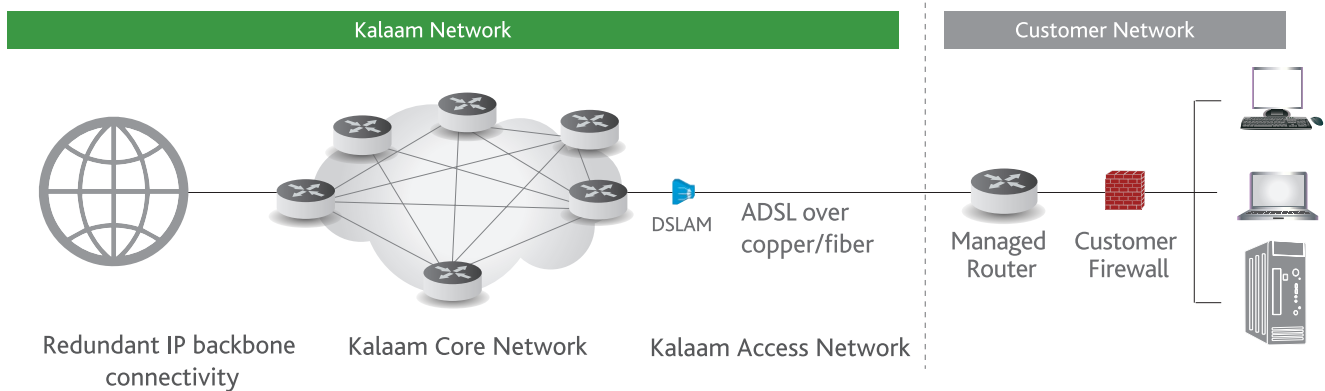 Kalaam Network
Customer Network
DSLAM
ADSL over
copper/fiber
Managed
Router
Customer
Firewall
Redundant IP backbone
connectivity
Kalaam Core Network
Kalaam Access Network